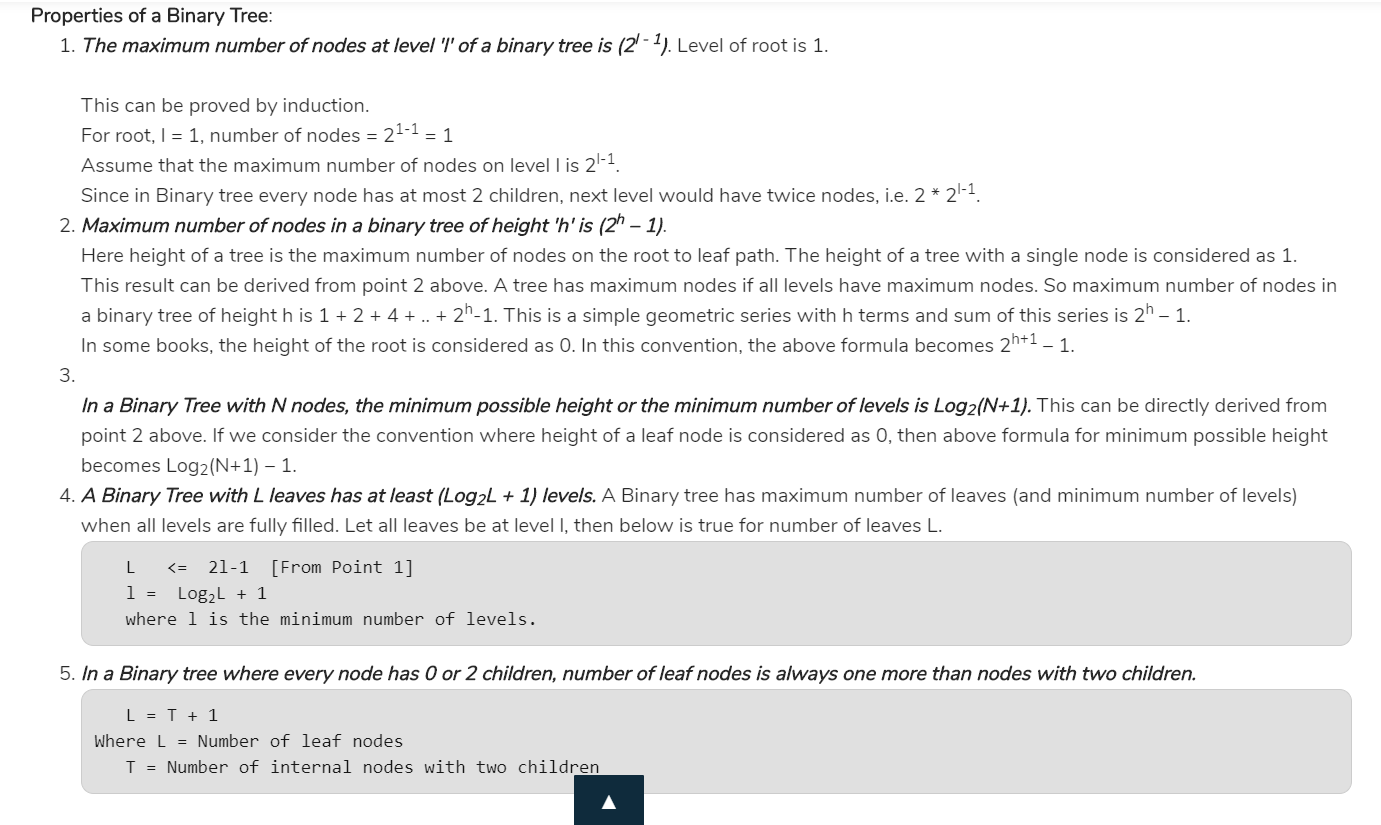 Properties of a Binary Tree:
1. The maximum number of nodes at level 'l' of a binary tree is (2^l - 1). Level of root is 1.
This can be proved by induction.
For root, l = 1, number of nodes = 2^1-1 = 1
Assume that the maximum number of nodes on level l is 2^l-1.
Since in Binary tree every node has at most 2 children, next level would have twice nodes, i.e. 2 * 2^l-1.
2. Maximum number of nodes in a binary tree of height 'h' is (2^h – 1).
Here height of a tree is the maximum number of nodes on the root to leaf path. The height of a tree with a single node is considered as 1.
This result can be derived from point 2 above. A tree has maximum nodes if all levels have maximum nodes. So maximum number of nodes in
a binary tree of height h is 1 + 2 + 4 + .. + 2^h-1. This is a simple geometric series with h terms and sum of this series is 2^h – 1.
In some books, the height of the root is considered as 0. In this convention, the above formula becomes 2^h+1 – 1.
3.
In a Binary Tree with N nodes, the minimum possible height or the minimum number of levels is Log₂(N+1). This can be directly derived from
point 2 above. If we consider the convention where height of a leaf node is considered as 0, then above formula for minimum possible height
becomes Log₂(N+1) – 1.
4. A Binary Tree with L leaves has at least (Log₂L + 1) levels. A Binary tree has maximum number of leaves (and minimum number of levels)
when all levels are fully filled. Let all leaves be at level l, then below is true for number of leaves L.
L <= 2l-1 [From Point 1]
l = Log₂L + 1
where l is the minimum number of levels.
5. In a Binary tree where every node has 0 or 2 children, number of leaf nodes is always one more than nodes with two children.
L = T + 1
Where L = Number of leaf nodes
T = Number of internal nodes with two children